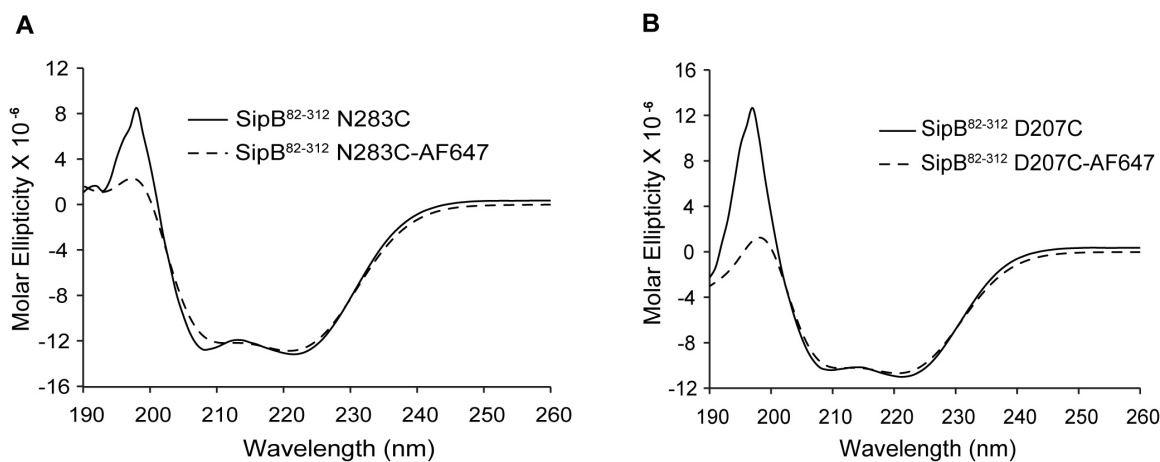 A
B
Molar Ellipticity X 10⁻⁶
12
8
4
0
-4
-8
-12
-16
SipB⁸²⁻³¹² N283C
SipB⁸²⁻³¹² N283C-AF647
190 200 210 220 230 240 250 260
Wavelength (nm)
Molar Ellipticity X 10⁻⁶
16
12
8
4
0
-4
-8
-12
SipB⁸²⁻³¹² D207C
SipB⁸²⁻³¹² D207C-AF647
190 200 210 220 230 240 250 260
Wavelength (nm)